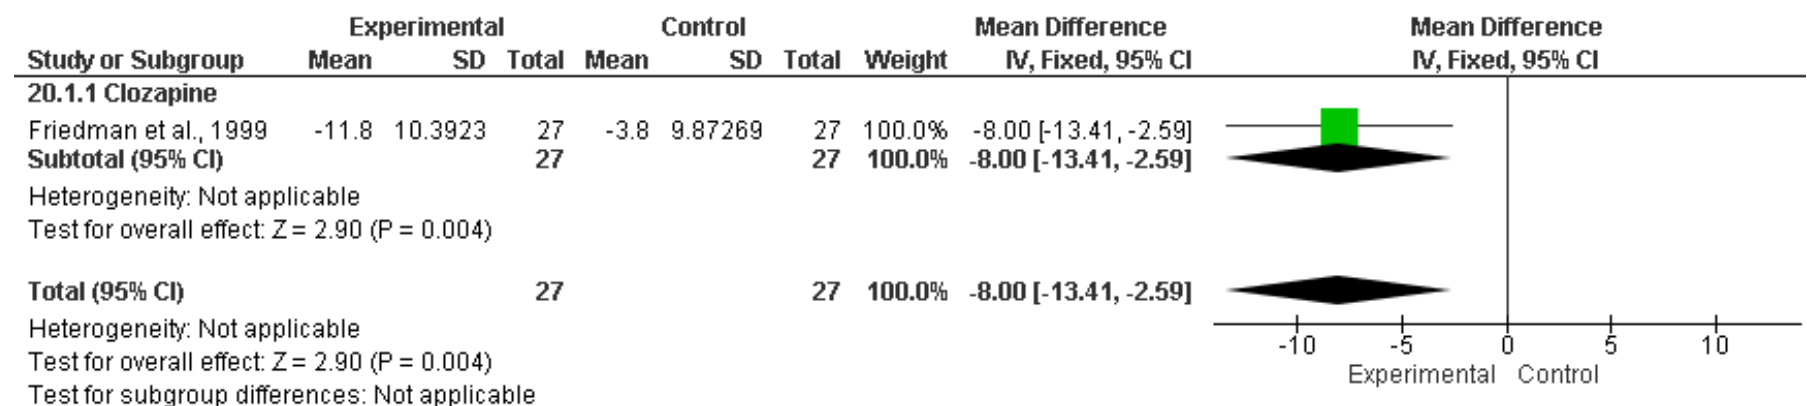 Experimental Control Mean Difference Mean Difference
Study or Subgroup Mean SD Total Mean SD Total Weight IV, Fixed, 95% CI IV, Fixed, 95% CI
20.1.1 Clozapine
Friedman et al., 1999 -11.8 10.3923 27 -3.8 9.87269 27 100.0% -8.00 [-13.41, -2.59]
Subtotal (95% CI) 27 27 100.0% -8.00 [-13.41, -2.59]
Heterogeneity: Not applicable
Test for overall effect: Z = 2.90 (P = 0.004)
Total (95% CI) 27 27 100.0% -8.00 [-13.41, -2.59]
Heterogeneity: Not applicable
Test for overall effect: Z = 2.90 (P = 0.004)
Test for subgroup differences: Not applicable
-10 -5 0 5 10
Experimental Control